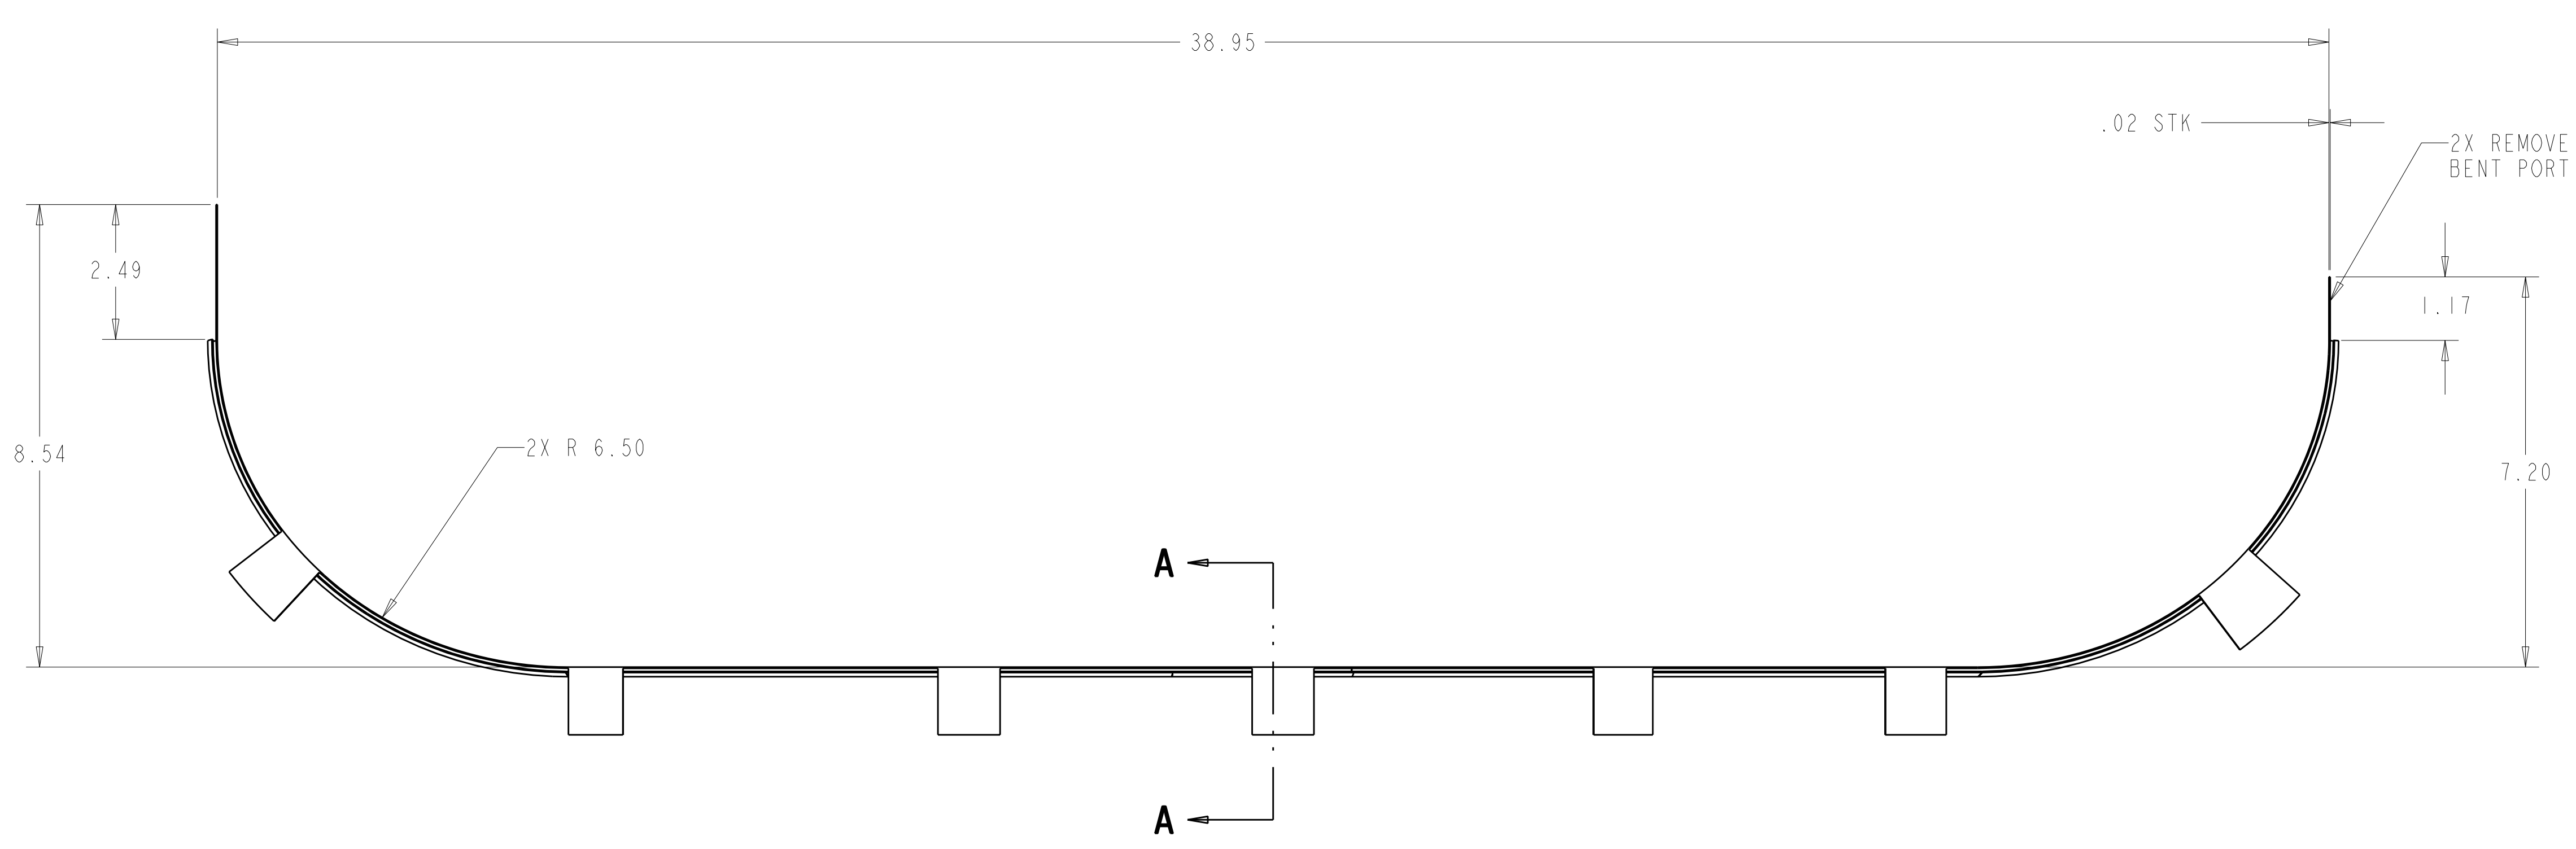 38.95
.02 STK
2X REMOVE
BENT PORT
2.49
1.17
8.54
2X R 6.50
7.20
A
A